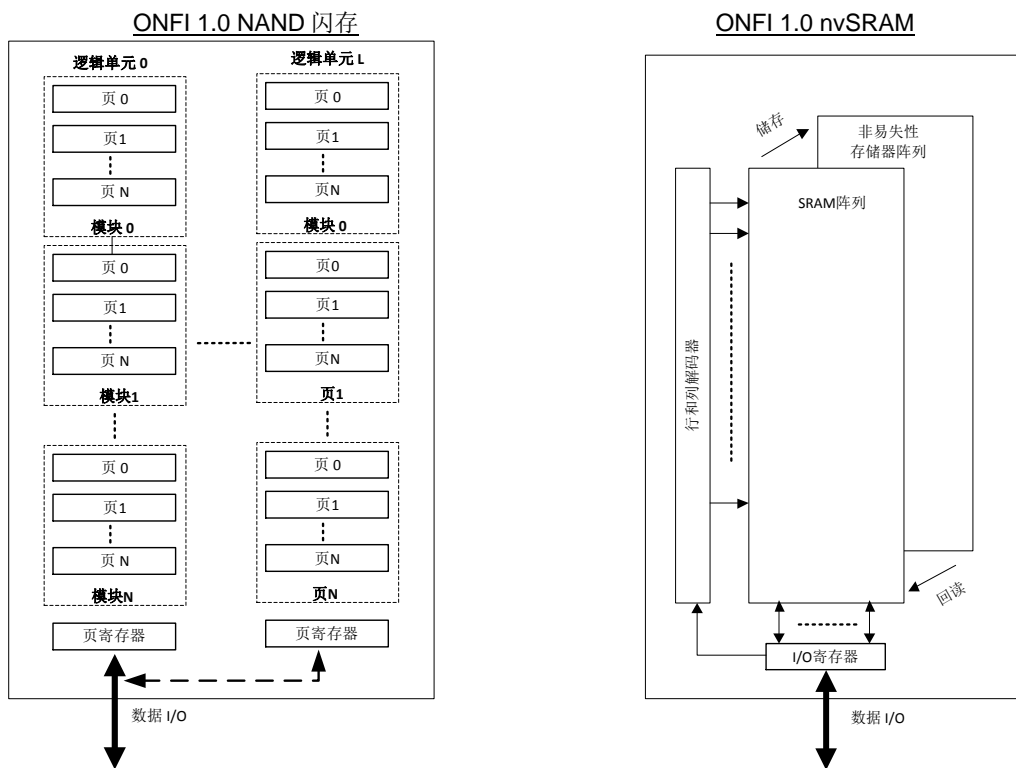 ONFI 1.0 NAND 闪存
逻辑单元 0
页 0
页1
页 N
模块 0
页 0
页1
页 N
模块1
页 0
页1
页 N
模块N
页寄存器
数据 I/O
逻辑单元 L
页 0
页1
页N
模块 0
页0
页1
页N
页1
页 0
页1
页N
页N
页寄存器
ONFI 1.0 nvSRAM
储存
非易失性
存储器阵列
SRAM阵列
行和列解码器
回读
I/O寄存器
数据 I/O